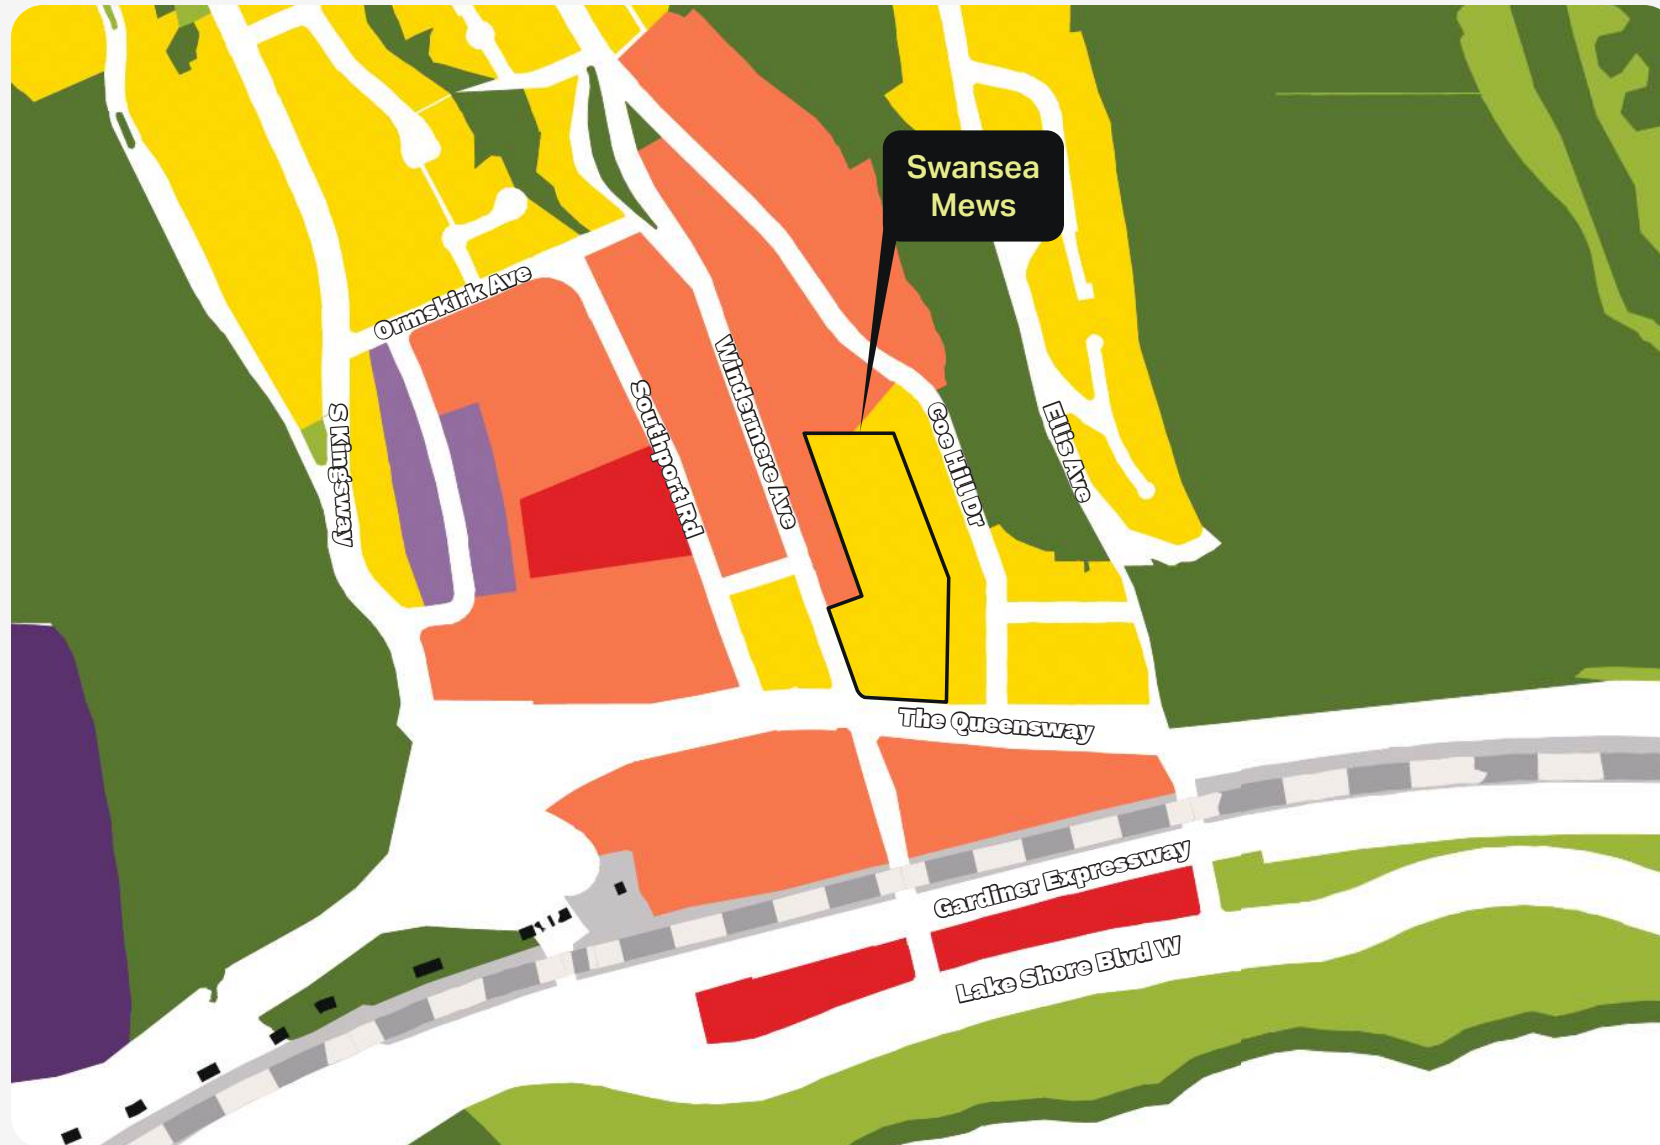 Swansea
Mews
Ormskirk Ave
S Kingsway
Southport Rd
Windermere Ave
Coe Hill Dr
Ellis Ave
The Queensway
Gardiner Expressway
Lake Shore Blvd W